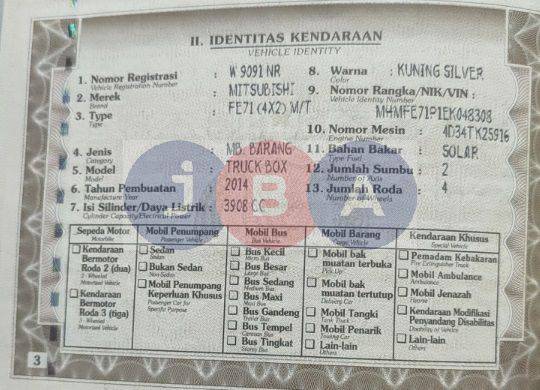 II. IDENTITAS KENDARAAN
VEHICLE IDENTITY
1. Nomor Registrasi : W 9091 NR
Vehicle Registration Number
2. Merek : MITSUBISHI
Brand
3. Type : FE71 (4X2) M/T
Type
4. Jenis : MB. BARANG
Category
5. Model : TRUCK BOX
Model
6. Tahun Pembuatan : 2014
Manufacture Year
7. Isi Silinder/Daya Listrik : 3908 CC
Cylinder Capacity/Electrical Power
8. Warna : KUNING SILVER
Color
9. Nomor Rangka/NIK/VIN :
Vehicle Identity Number
MHMFE71P1EK048308
10. Nomor Mesin : 4D34TK25916
Engine Number
11. Bahan Bakar : SOLAR
Type Fuel
12. Jumlah Sumbu : 2
Number of Axis
13. Jumlah Roda : 4
Number of Wheels
iBA
Sepeda Motor
Motorbike
Kendaraan Bermotor Roda 2 (dua)
2 - Wheeled Motorized Vehicle
Kendaraan Bermotor Roda 3 (tiga)
3 - Wheeled Motorized Vehicle
Mobil Penumpang
Passenger Vehicle
Sedan
Sedan
Bukan Sedan
Non Sedan
Mobil Penumpang Keperluan Khusus
Passenger Car for Specific Purpose
Mobil Bus
Bus Vehicle
Bus Kecil
Micro Bus
Bus Besar
Large Bus
Bus Sedang
Medium Bus
Bus Maxi
Maxi Bus
Bus Gandeng
Bus Tempel
Bus Tingkat
Mobil Barang
Mobil bak muatan terbuka
Pick Up
Mobil bak muatan tertutup
Delivery Car
Mobil Tangki
Tank Truck
Mobil Penarik
Towing Car
Lain-lain
Others
Kendaraan Khusus
Special Vehicle
Pemadam Kebakaran
Fire Extinguisher Truck
Mobil Ambulance
Ambulance
Mobil Jenazah
Hearse
Kendaraan Modifikasi Penyandang Disabilitas
Disability of Vehicle
Lain-lain
Others
3